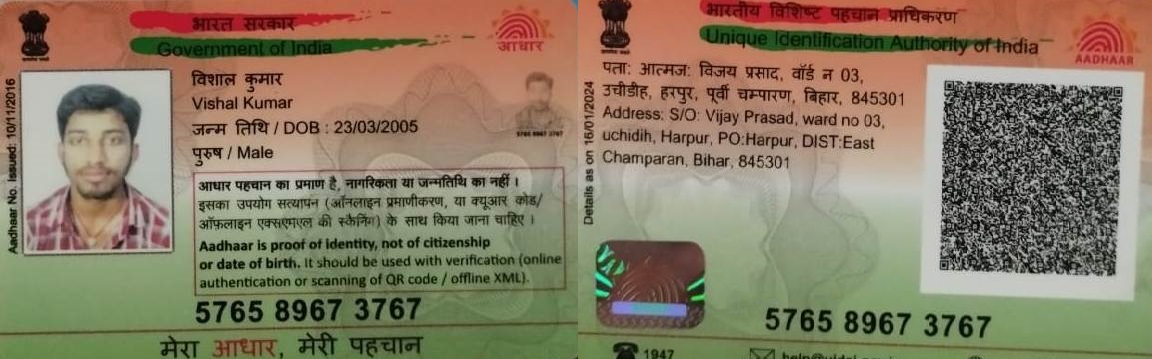 भारत सरकार
Government of India
आधार
Aadhaar No. Issued: 10/11/2016
विशाल कुमार
Vishal Kumar
जन्म तिथि / DOB : 23/03/2005
पुरुष / Male
5765 8967 3767
आधार पहचान का प्रमाण है, नागरिकता या जन्मतिथि का नहीं ।
इसका उपयोग सत्यापन (ऑनलाइन प्रमाणीकरण, या क्यूआर कोड/
ऑफ़लाइन एक्सएमएल की स्कैनिंग) के साथ किया जाना चाहिए ।
Aadhaar is proof of identity, not of citizenship
or date of birth. It should be used with verification (online
authentication or scanning of QR code / offline XML).
5765 8967 3767
मेरा आधार, मेरी पहचान
भारतीय विशिष्ट पहचान प्राधिकरण
Unique Identification Authority of India
AADHAAR
Details as on 16/01/2024
पता: आत्मज: विजय प्रसाद, वॉर्ड न 03,
उचीडीह, हरपुर, पूर्वी चम्पारण, बिहार, 845301
Address: S/O: Vijay Prasad, ward no 03,
uchidih, Harpur, PO:Harpur, DIST:East
Champaran, Bihar, 845301
5765 8967 3767
1947